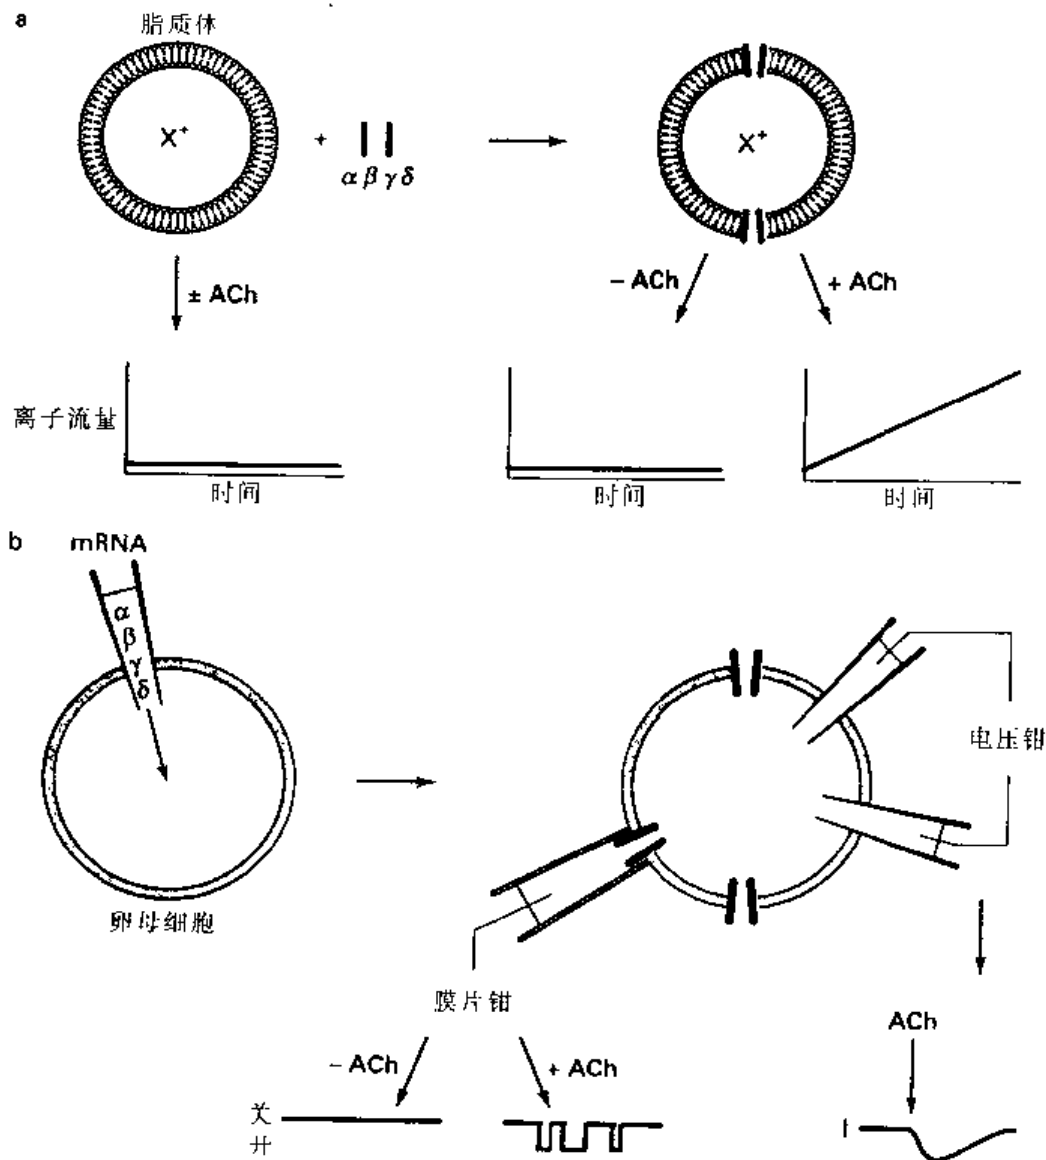 a
脂质体
X⁺
+
α β γ δ
X⁺
± ACh
− ACh
+ ACh
离子流量
时间
时间
时间
b
mRNA
α
β
γ
δ
卵母细胞
电压钳
膜片钳
− ACh
+ ACh
ACh
关
开
I